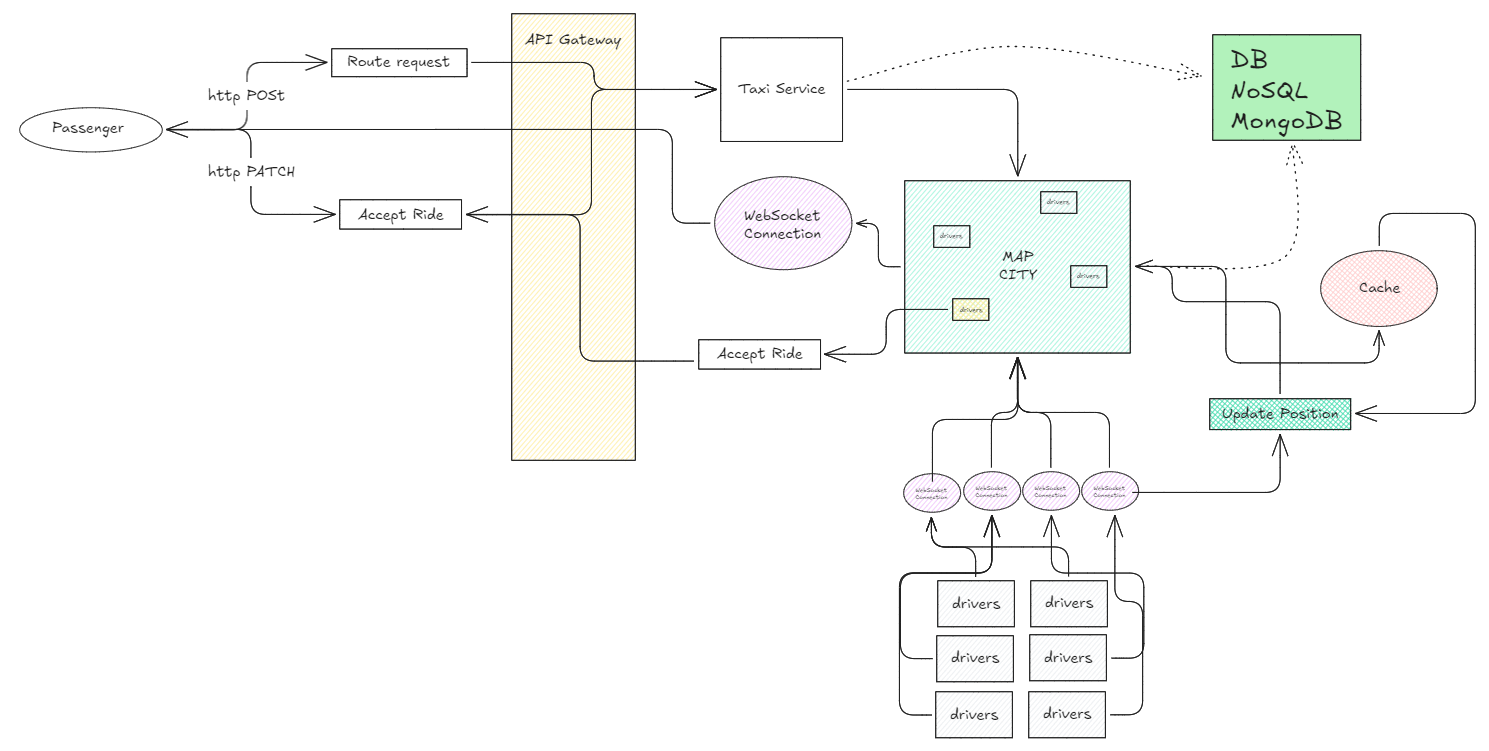 API Gateway
Route request
http POSt
Passenger
http PATCH
Accept Ride
Taxi Service
DB
NoSQL
MongoDB
WebSocket
Connection
drivers
drivers
MAP
CITY
drivers
drivers
Accept Ride
Cache
Update Position
WebSocket
Connection
WebSocket
Connection
WebSocket
Connection
WebSocket
Connection
drivers
drivers
drivers
drivers
drivers
drivers